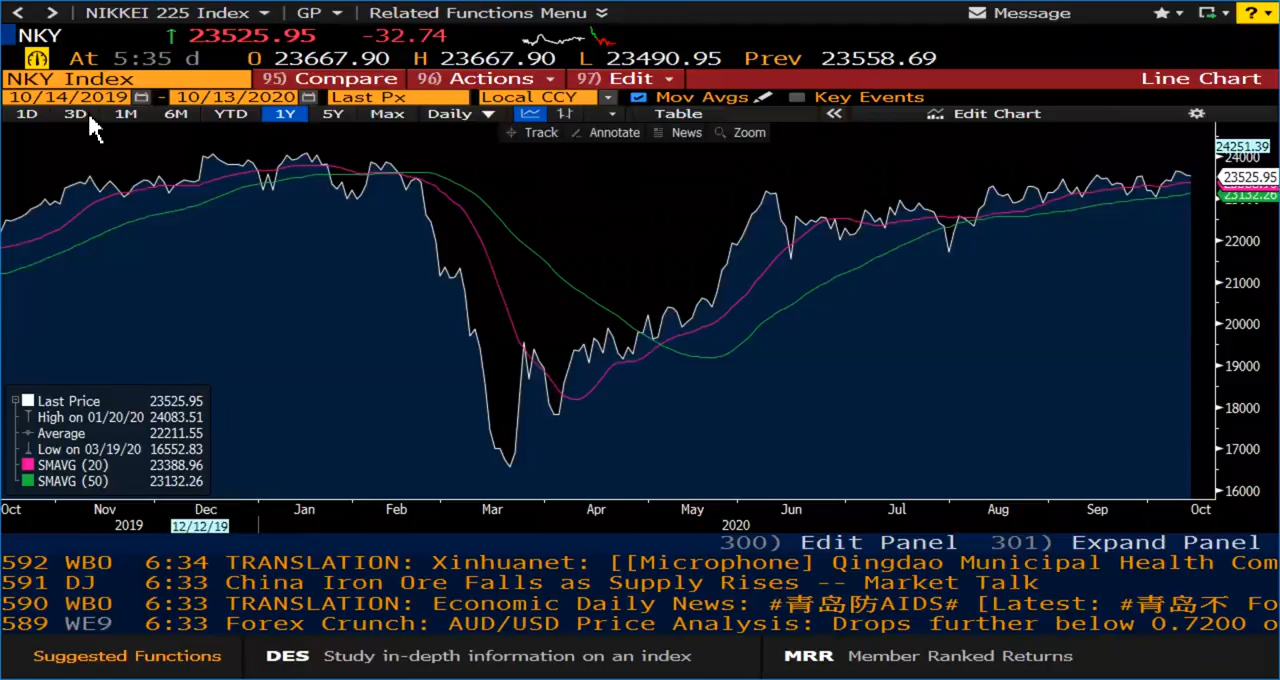 < > NIKKEI 225 Index GP Related Functions Menu Message ?
NKY ↑ 23525.95 -32.74
At 5:35 d O 23667.90 H 23667.90 L 23490.95 Prev 23558.69
NKY Index 95) Compare 96) Actions 97) Edit Line Chart
10/14/2019 - 10/13/2020 Last Px Local CCY Mov Avgs Key Events
1D 3D 1M 6M YTD 1Y 5Y Max Daily Table « Edit Chart
Track Annotate News Zoom
24251.39
24000
23525.95
23132.26
22000
21000
20000
19000
18000
17000
16000
Last Price 23525.95
High on 01/20/20 24083.51
Average 22211.55
Low on 03/19/20 16552.83
SMAVG (20) 23388.96
SMAVG (50) 23132.26
Oct Nov Dec Jan Feb Mar Apr May Jun Jul Aug Sep Oct
2019 12/12/19 2020
300) Edit Panel 301) Expand Panel
592 WBO 6:34 TRANSLATION: Xinhuanet: [[Microphone] Qingdao Municipal Health Com
591 DJ 6:33 China Iron Ore Falls as Supply Rises -- Market Talk
590 WBO 6:33 TRANSLATION: Economic Daily News: #青岛防AIDS# [Latest: #青岛不 Fo
589 WE9 6:33 Forex Crunch: AUD/USD Price Analysis: Drops further below 0.7200 o
Suggested Functions DES Study in-depth information on an index MRR Member Ranked Returns